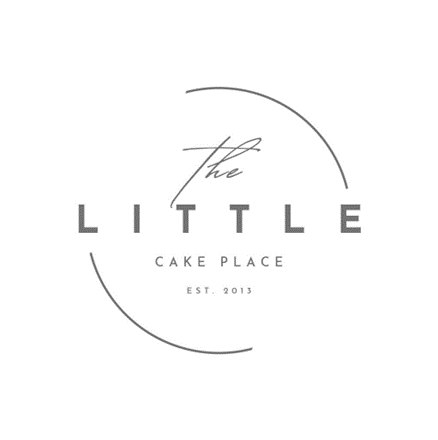 the
LITTLE
CAKE PLACE
EST. 2013